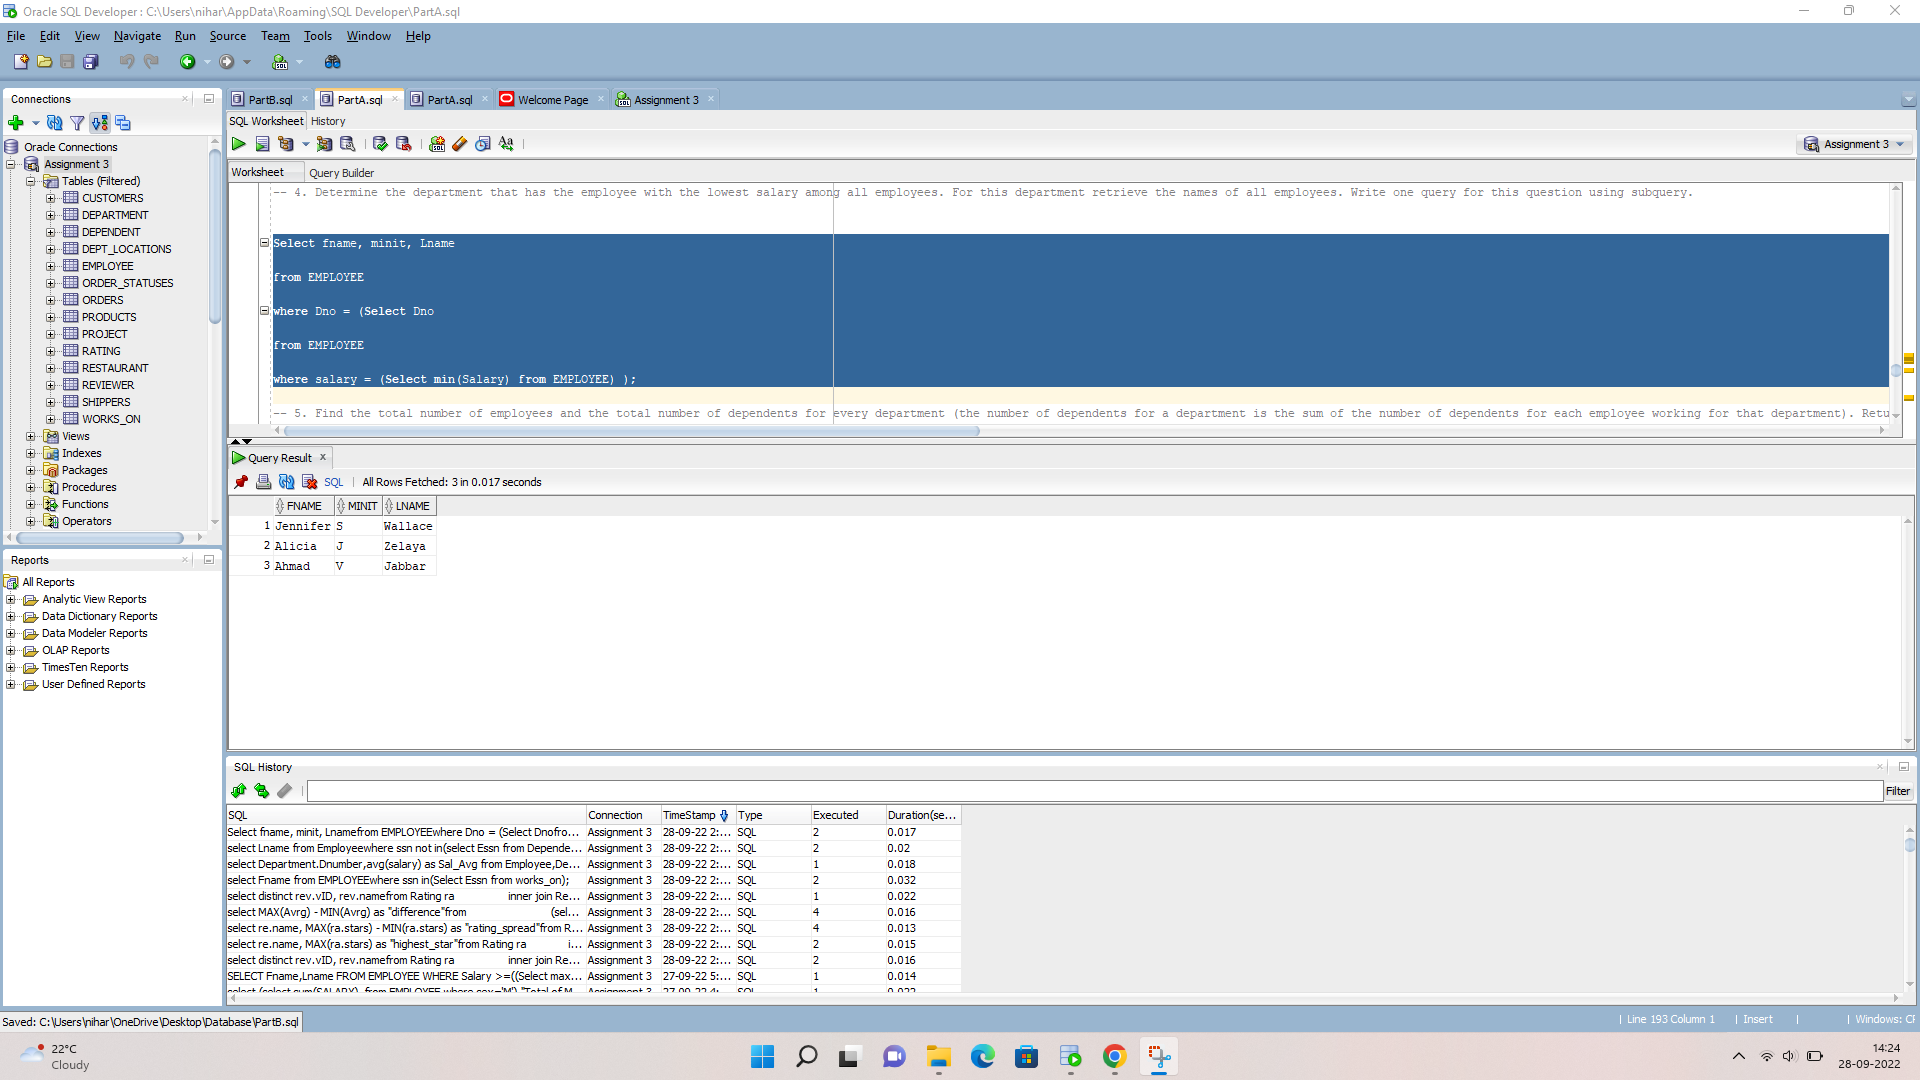 Oracle SQL Developer : C:\Users\nihar\AppData\Roaming\SQL Developer\PartA.sql
File Edit View Navigate Run Source Team Tools Window Help
Connections
Oracle Connections
Assignment 3
Tables (Filtered)
CUSTOMERS
DEPARTMENT
DEPENDENT
DEPT_LOCATIONS
EMPLOYEE
ORDER_STATUSES
ORDERS
PRODUCTS
PROJECT
RATING
RESTAURANT
REVIEWER
SHIPPERS
WORKS_ON
Views
Indexes
Packages
Procedures
Functions
Operators
Reports
All Reports
Analytic View Reports
Data Dictionary Reports
Data Modeler Reports
OLAP Reports
TimesTen Reports
User Defined Reports
PartB.sql PartA.sql PartA.sql Welcome Page Assignment 3
SQL Worksheet History
Assignment 3
Worksheet Query Builder
-- 4. Determine the department that has the employee with the lowest salary among all employees. For this department retrieve the names of all employees. Write one query for this question using subquery.
Select fname, minit, Lname
from EMPLOYEE
where Dno = (Select Dno
from EMPLOYEE
where salary = (Select min(Salary) from EMPLOYEE) );
-- 5. Find the total number of employees and the total number of dependents for every department (the number of dependents for a department is the sum of the number of dependents for each employee working for that department). Retu
Query Result x
SQL | All Rows Fetched: 3 in 0.017 seconds
FNAME MINIT LNAME
1 Jennifer S Wallace
2 Alicia J Zelaya
3 Ahmad V Jabbar
SQL History
Filter
SQL Connection TimeStamp Type Executed Duration(se...
Select fname, minit, Lnamefrom EMPLOYEEwhere Dno = (Select Dnofro... Assignment 3 28-09-22 2:... SQL 2 0.017
select Lname from Employeewhere ssn not in(select Essn from Depende... Assignment 3 28-09-22 2:... SQL 2 0.02
select Department.Dnumber,avg(salary) as Sal_Avg from Employee,De... Assignment 3 28-09-22 2:... SQL 1 0.018
select Fname from EMPLOYEEwhere ssn in(Select Essn from works_on); Assignment 3 28-09-22 2:... SQL 2 0.032
select distinct rev.vID, rev.namefrom Rating ra inner join Re... Assignment 3 28-09-22 2:... SQL 1 0.022
select MAX(Avrg) - MIN(Avrg) as "difference"from (sel... Assignment 3 28-09-22 2:... SQL 4 0.016
select re.name, MAX(ra.stars) - MIN(ra.stars) as "rating_spread"from R... Assignment 3 28-09-22 2:... SQL 4 0.013
select re.name, MAX(ra.stars) as "highest_star"from Rating ra i... Assignment 3 28-09-22 2:... SQL 2 0.015
select distinct rev.vID, rev.namefrom Rating ra inner join Re... Assignment 3 28-09-22 2:... SQL 2 0.016
SELECT Fname,Lname FROM EMPLOYEE WHERE Salary >=((Select max... Assignment 3 27-09-22 5:... SQL 1 0.014
select (select sum(SALARY) from EMPLOYEE where sex='M') "Total of M... Assignment 3 27-09-22 4:... SQL 1
Saved: C:\Users\nihar\OneDrive\Desktop\Database\PartB.sql
Line 193 Column 1 | Insert | Windows: CF
22°C
Cloudy
14:24
28-09-2022